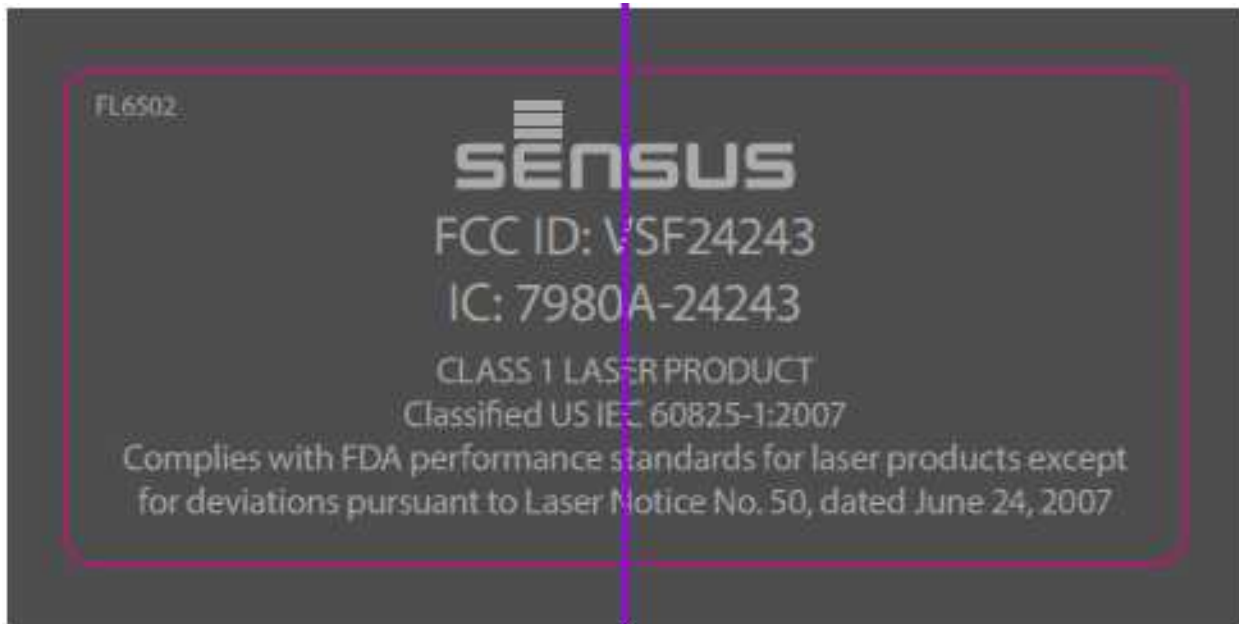 FL6502
SENSUS
FCC ID: VSF24243
IC: 7980A-24243
CLASS 1 LASER PRODUCT
Classified US IEC 60825-1:2007
Complies with FDA performance standards for laser products except
for deviations pursuant to Laser Notice No. 50, dated June 24, 2007